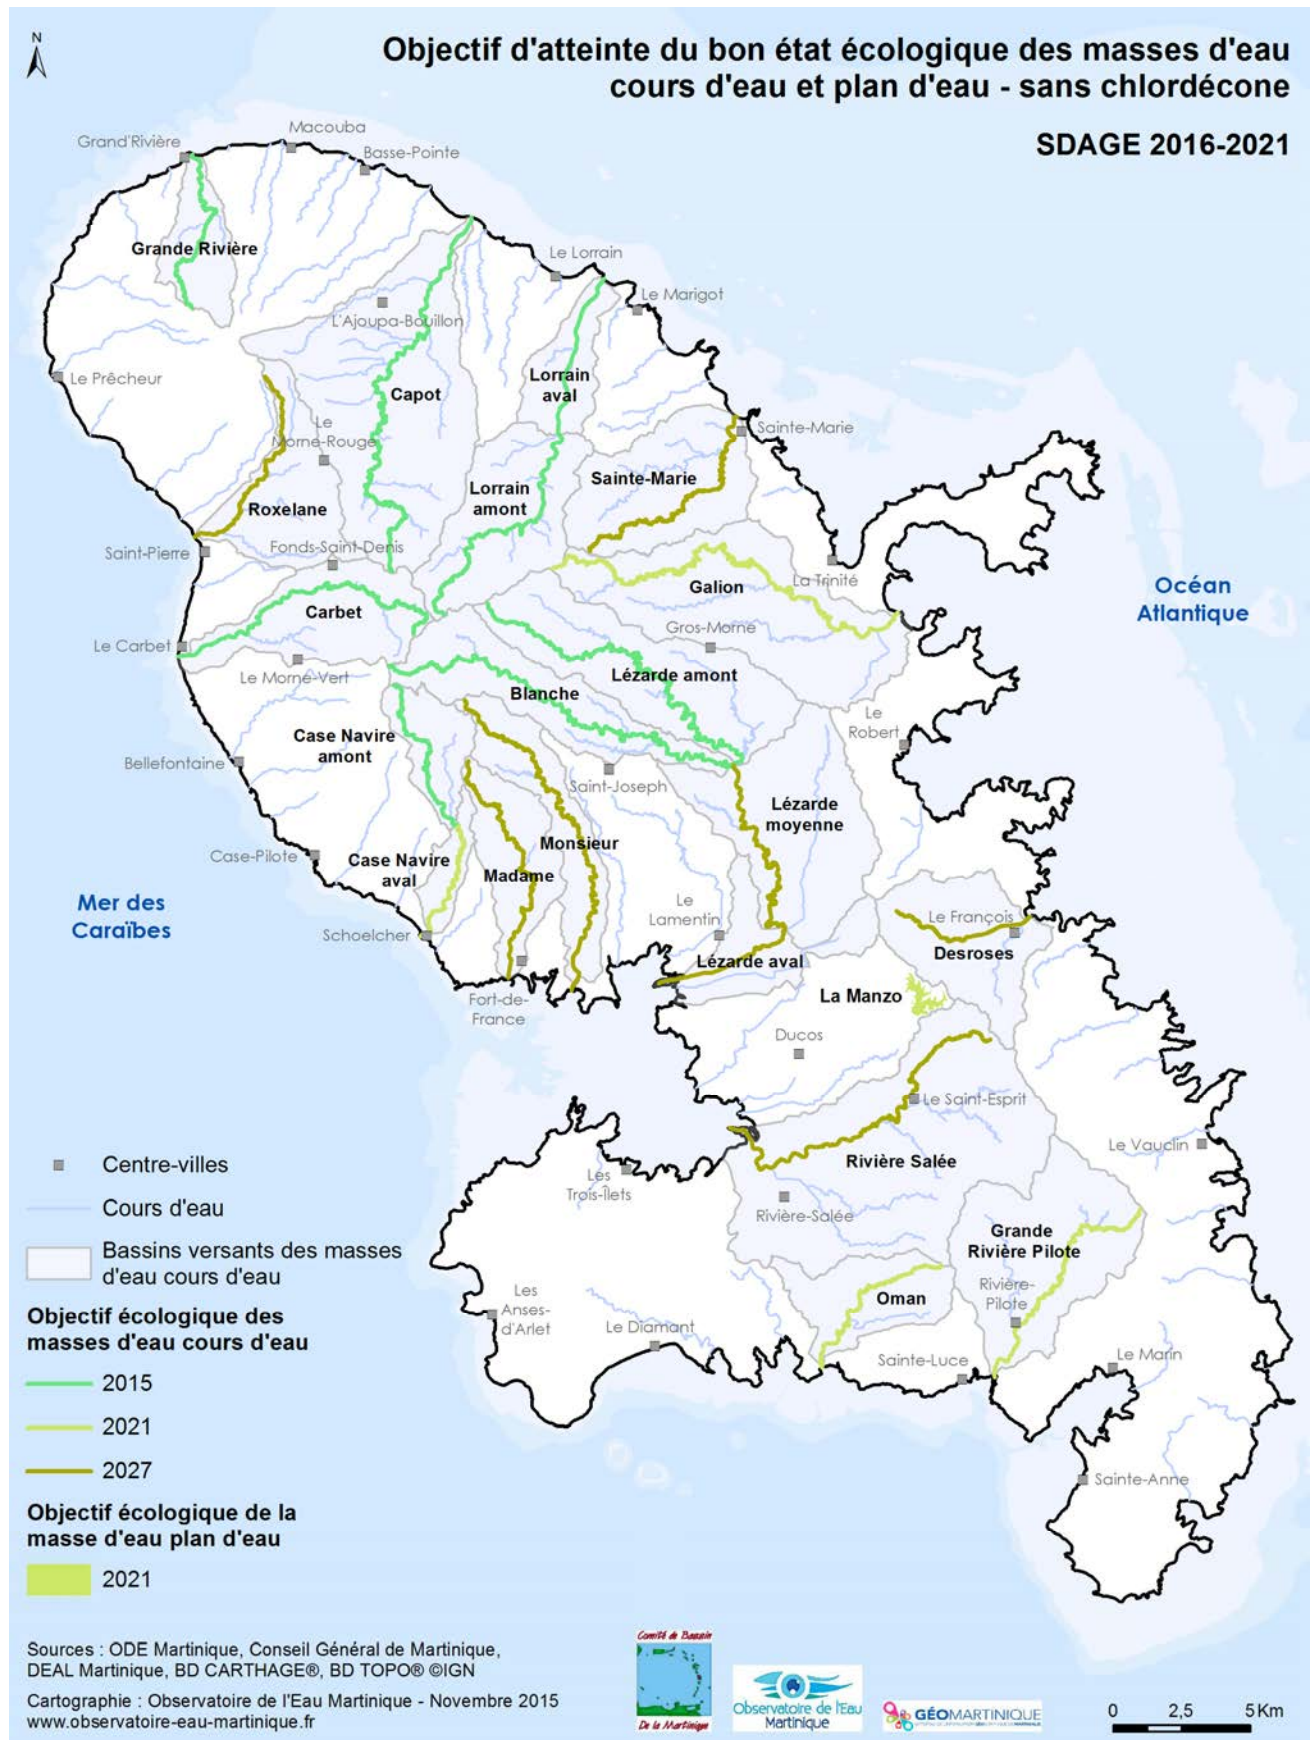 N
Objectif d'atteinte du bon état écologique des masses d'eau
cours d'eau et plan d'eau - sans chlordécone
SDAGE 2016-2021
Macouba
Grand'Rivière
Basse-Pointe
Grande Rivière
Le Lorrain
Le Marigot
L'Ajoupa-Bouillon
Le Prêcheur
Capot
Lorrain
aval
Le
Morne-Rouge
Sainte-Marie
Sainte-Marie
Lorrain
amont
Roxelane
Saint-Pierre
Fonds-Saint-Denis
La Trinité
Galion
Océan
Atlantique
Carbet
Gros-Morne
Le Carbet
Le Morne-Vert
Lézarde amont
Blanche
Le
Robert
Case Navire
amont
Bellefontaine
Saint-Joseph
Lézarde
moyenne
Monsieur
Case-Pilote
Case Navire
aval
Madame
Mer des
Caraïbes
Le
Lamentin
Le François
Schoelcher
Desroses
Lézarde aval
La Manzo
Fort-de-
France
Ducos
Le Saint-Esprit
Le Vauclin
Centre-villes
Rivière Salée
Les
Trois-Îlets
Cours d'eau
Rivière-Salée
Grande
Rivière Pilote
Bassins versants des masses
d'eau cours d'eau
Rivière-
Pilote
Les
Anses-
d'Arlet
Oman
Objectif écologique des
masses d'eau cours d'eau
Le Diamant
Sainte-Luce
Le Marin
2015
2021
2027
Sainte-Anne
Objectif écologique de la
masse d'eau plan d'eau
2021
Sources : ODE Martinique, Conseil Général de Martinique,
DEAL Martinique, BD CARTHAGE®, BD TOPO® ©IGN
Cartographie : Observatoire de l'Eau Martinique - Novembre 2015
www.observatoire-eau-martinique.fr
Comité de Bassin
De la Martinique
Observatoire de l'Eau
Martinique
GÉOMARTINIQUE
0 2,5 5 Km